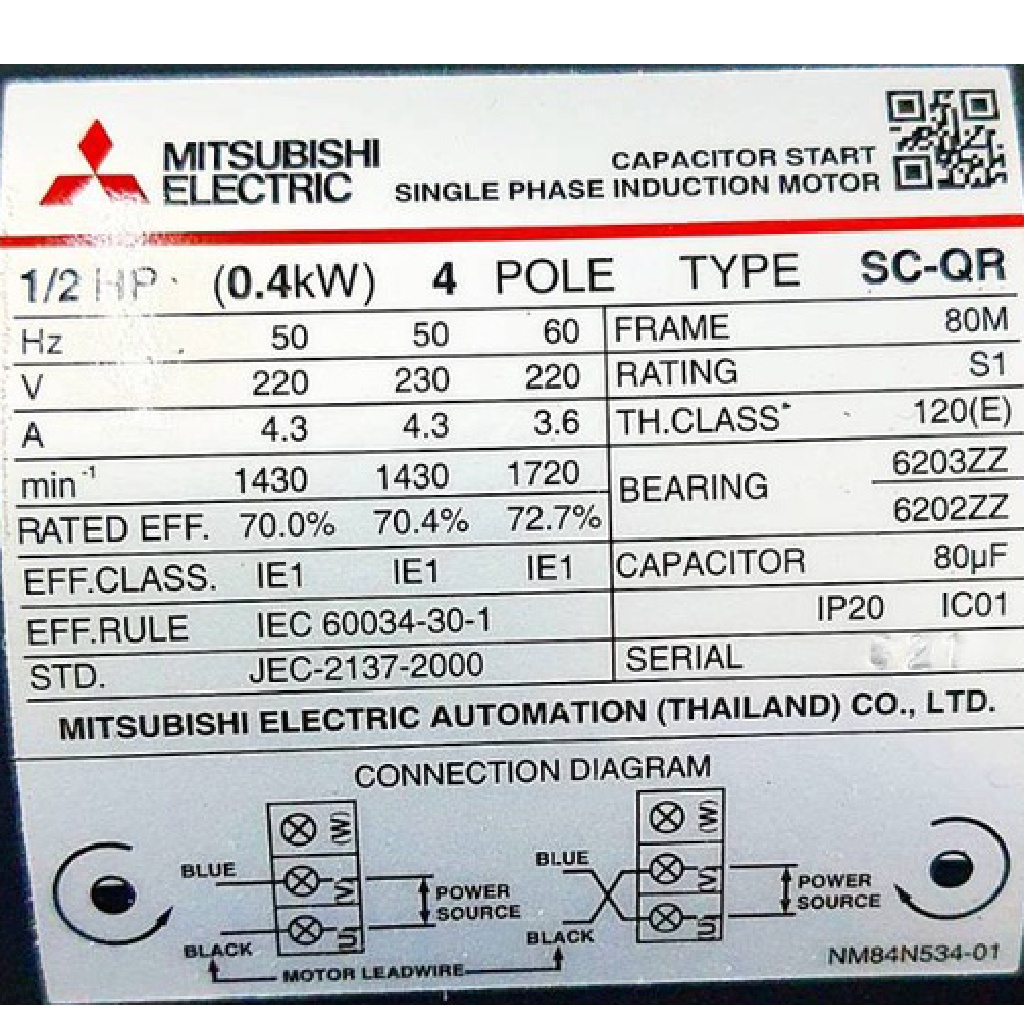 MITSUBISHI
ELECTRIC
CAPACITOR START
SINGLE PHASE INDUCTION MOTOR
1/2 HP (0.4kW) 4 POLE TYPE SC-QR
Hz 50 50 60
V 220 230 220
A 4.3 4.3 3.6
min⁻¹ 1430 1430 1720
RATED EFF. 70.0% 70.4% 72.7%
EFF.CLASS. IE1 IE1 IE1
EFF.RULE IEC 60034-30-1
STD. JEC-2137-2000
FRAME 80M
RATING S1
TH.CLASS 120(E)
BEARING 6203ZZ
6202ZZ
CAPACITOR 80µF
IP20 IC01
SERIAL
MITSUBISHI ELECTRIC AUTOMATION (THAILAND) CO., LTD.
CONNECTION DIAGRAM
(W)
BLUE (V)
POWER
SOURCE
BLACK (U)
(W)
BLUE (V)
POWER
SOURCE
BLACK (U)
MOTOR LEADWIRE
NM84N534-01